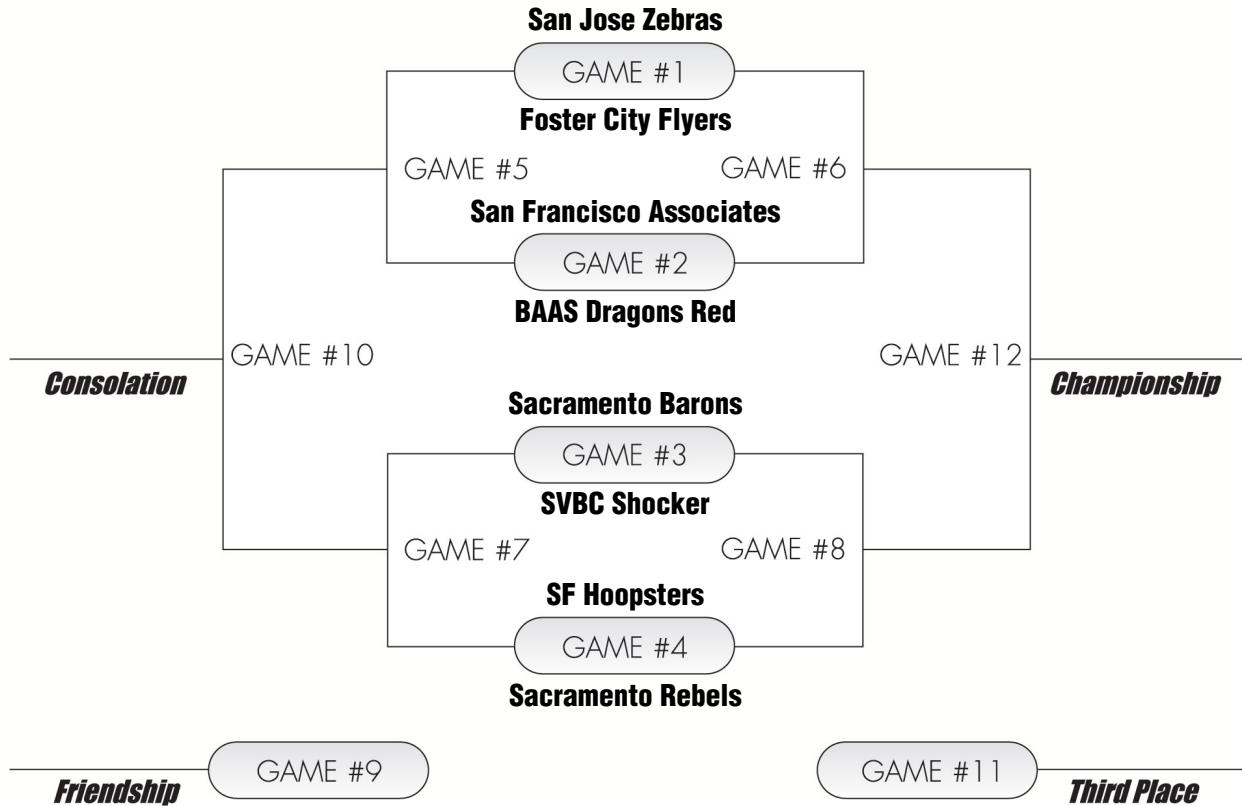 San Jose Zebras
GAME #1
Foster City Flyers
GAME #5
GAME #6
San Francisco Associates
GAME #2
BAAS Dragons Red
GAME #10
GAME #12
Consolation
Championship
Sacramento Barons
GAME #3
SVBC Shocker
GAME #7
GAME #8
SF Hoopsters
GAME #4
Sacramento Rebels
GAME #9
GAME #11
Friendship
Third Place